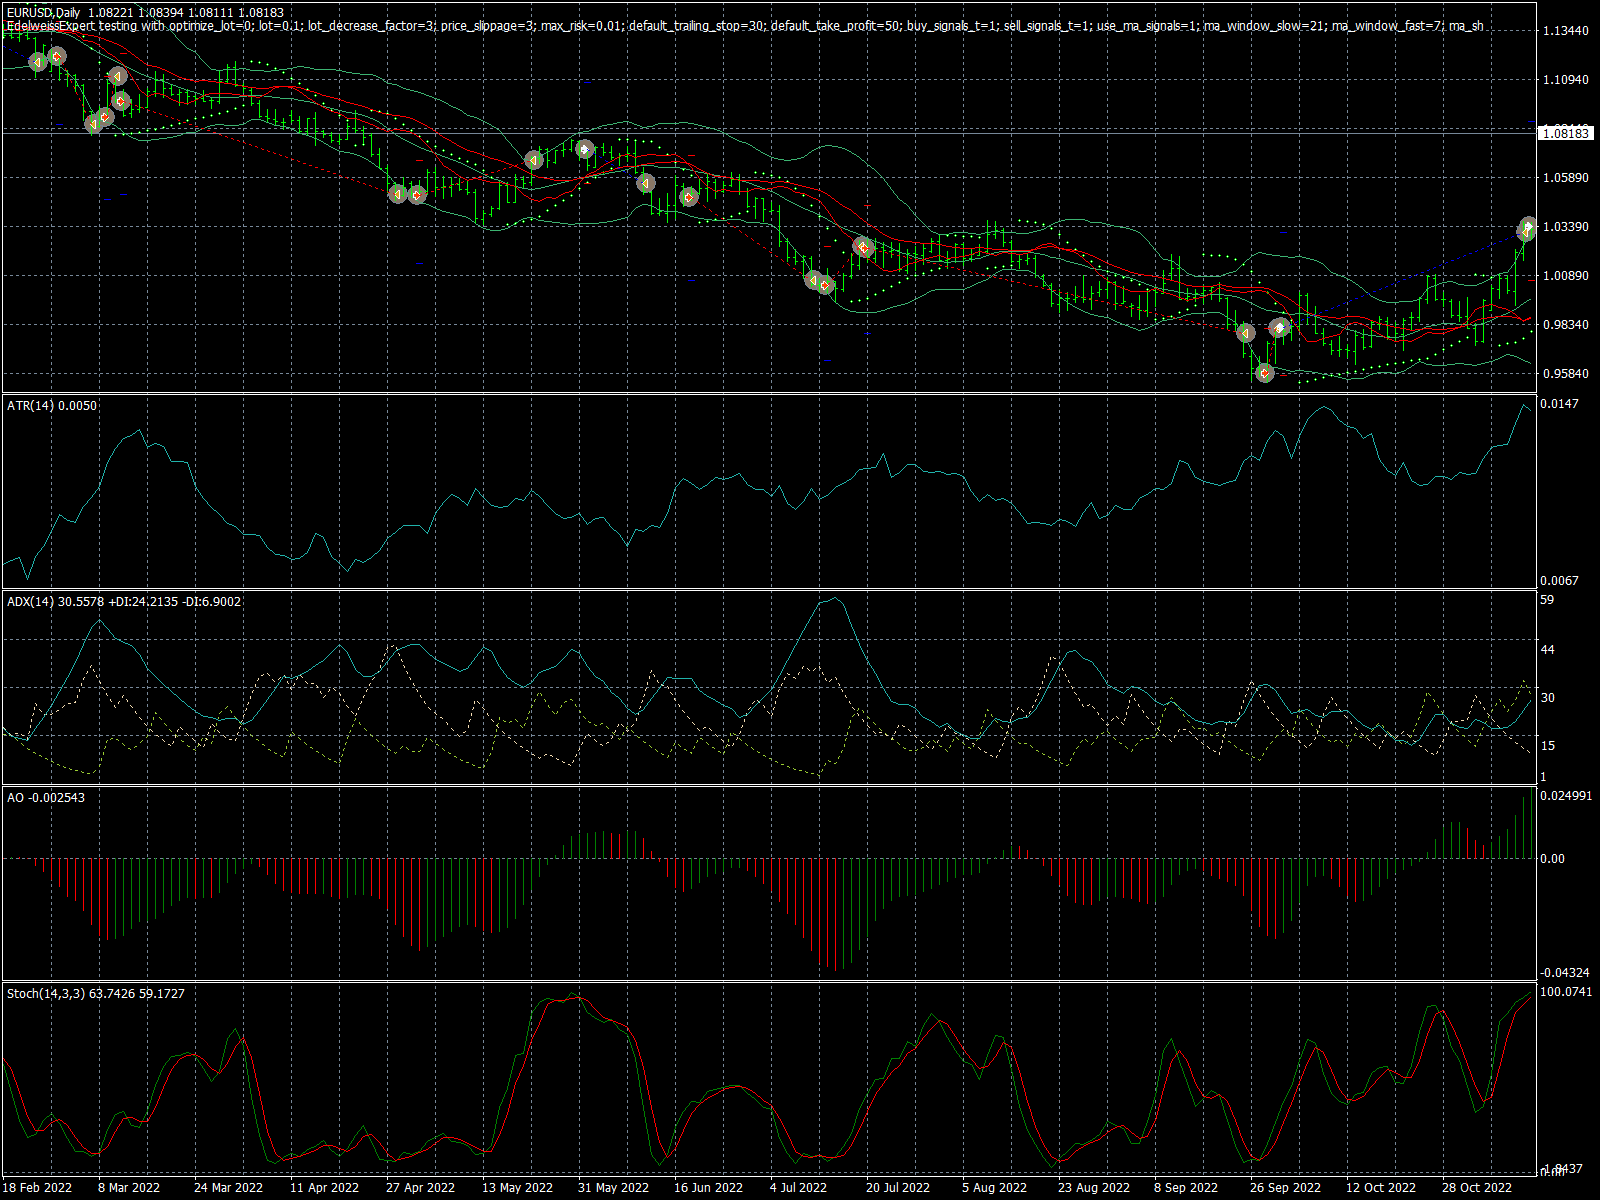 EURUSD,Daily 1.08221 1.08394 1.08111 1.08183
EdelweissExpert testing with optimize_lot=0; lot=0.1; lot_decrease_factor=3; price_slippage=3; max_risk=0.01; default_trailing_stop=30; default_take_profit=50; buy_signals_t=1; sell_signals_t=1; use_ma_signals=1; ma_window_slow=21; ma_window_fast=7; ma_sh
1.13440
1.10940
1.08183
1.05890
1.03390
1.00890
0.98340
0.95840
ATR(14) 0.0050
0.0147
0.0067
ADX(14) 30.5578 +DI:24.2135 -DI:6.9002
59
44
30
15
1
AO -0.002543
0.024991
0.00
-0.04324
Stoch(14,3,3) 63.7426 59.1727
100.0741
18 Feb 2022 8 Mar 2022 24 Mar 2022 11 Apr 2022 27 Apr 2022 13 May 2022 31 May 2022 16 Jun 2022 4 Jul 2022 20 Jul 2022 5 Aug 2022 23 Aug 2022 8 Sep 2022 26 Sep 2022 12 Oct 2022 28 Oct 2022